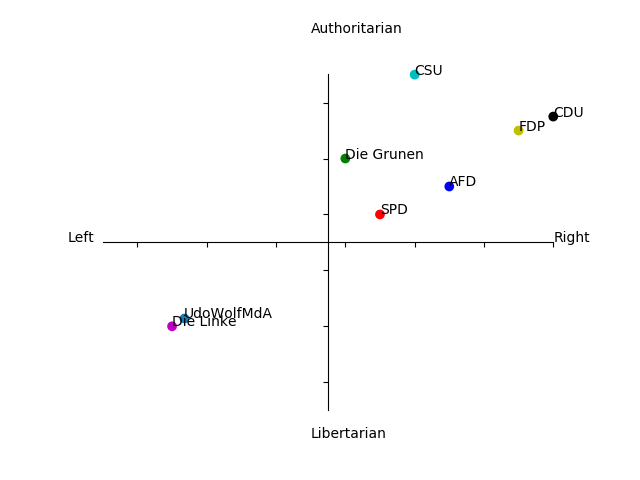 Authoritarian
CSU
CDU
FDP
Die Grunen
AFD
SPD
Left
Right
UdoWolfMdA
Die Linke
Libertarian